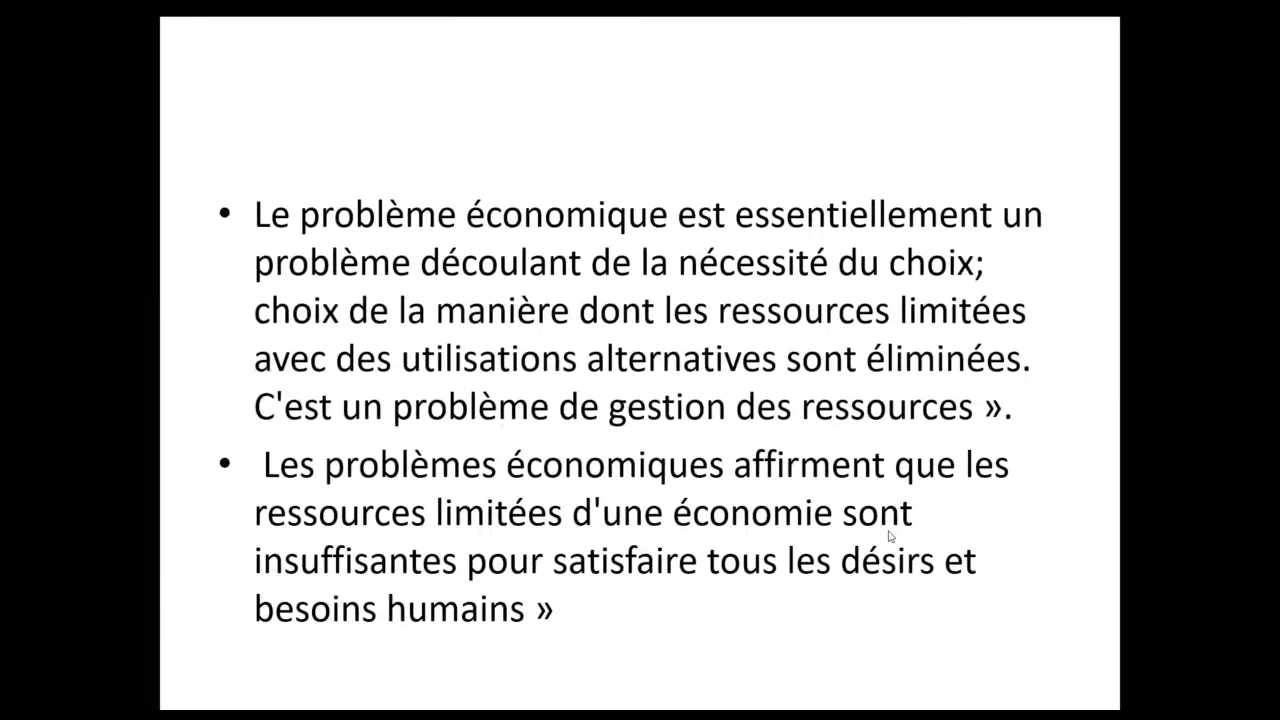 • Le problème économique est essentiellement un
problème découlant de la nécessité du choix;
choix de la manière dont les ressources limitées
avec des utilisations alternatives sont éliminées.
C'est un problème de gestion des ressources ».
• Les problèmes économiques affirment que les
ressources limitées d'une économie sont
insuffisantes pour satisfaire tous les désirs et
besoins humains »